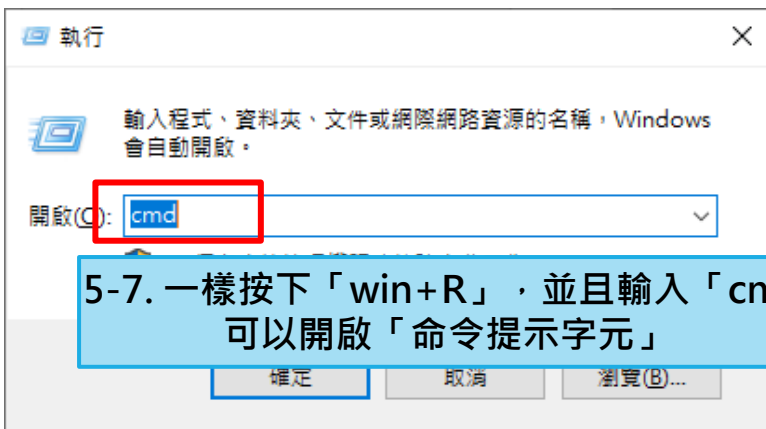 執行
輸入程式、資料夾、文件或網際網路資源的名稱，Windows
會自動開啟。
開啟(O): cmd
5-7. 一樣按下「win+R」，並且輸入「cm
可以開啟「命令提示字元」
確定 取消 瀏覽(B)...